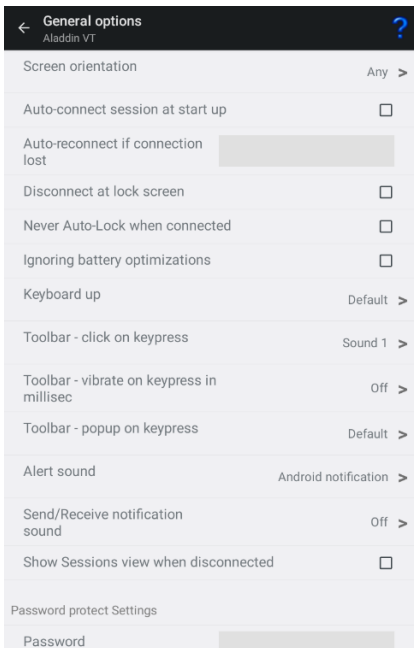 General options
Aladdin VT
?
Screen orientation
Any >
Auto-connect session at start up
Auto-reconnect if connection
lost
Disconnect at lock screen
Never Auto-Lock when connected
Ignoring battery optimizations
Keyboard up
Default >
Toolbar - click on keypress
Sound 1 >
Toolbar - vibrate on keypress in
millisec
Off >
Toolbar - popup on keypress
Default >
Alert sound
Android notification >
Send/Receive notification
sound
Off >
Show Sessions view when disconnected
Password protect Settings
Password